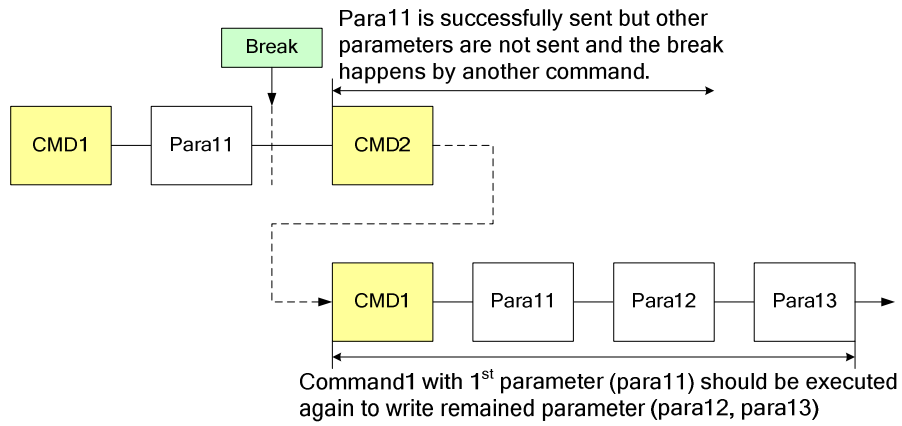 Para11 is successfully sent but other
parameters are not sent and the break
happens by another command.
Break
CMD1
Para11
CMD2
CMD1
Para11
Para12
Para13
Command1 with 1st parameter (para11) should be executed
again to write remained parameter (para12, para13)